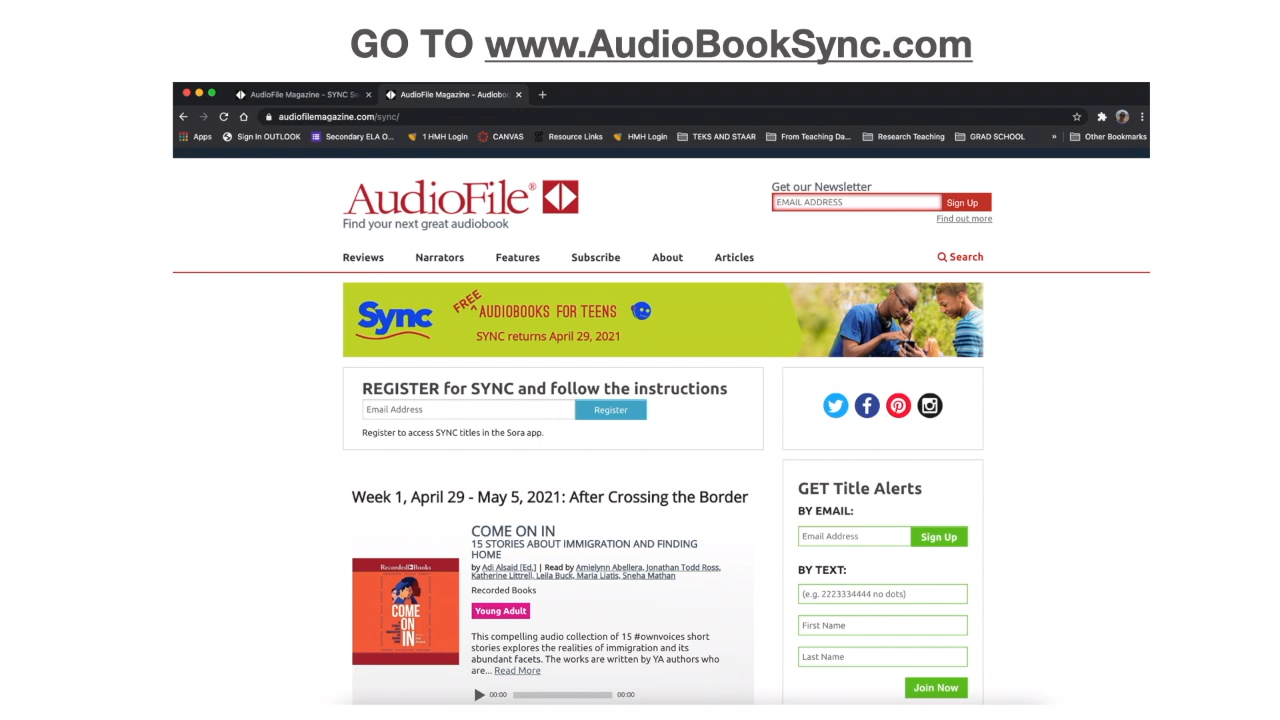 GO TO www.AudioBookSync.com
AudioFile Magazine - SYNC Se
AudioFile Magazine - Audioboo
audiofilemagazine.com/sync/
Apps
Sign In OUTLOOK
Secondary ELA O...
1 HMH Login
CANVAS
Resource Links
HMH Login
TEKS AND STAAR
From Teaching Da...
Research Teaching
GRAD SCHOOL
»
Other Bookmarks
AudioFile®
Find your next great audiobook
Get our Newsletter
EMAIL ADDRESS
Sign Up
Find out more
Reviews
Narrators
Features
Subscribe
About
Articles
Search
Sync
FREE
^AUDIOBOOKS FOR TEENS
SYNC returns April 29, 2021
REGISTER for SYNC and follow the instructions
Email Address
Register
Register to access SYNC titles in the Sora app.
Week 1, April 29 - May 5, 2021: After Crossing the Border
COME ON IN
15 STORIES ABOUT IMMIGRATION AND FINDING
HOME
by Adi Alsaid [Ed.] | Read by Amielynn Abellera, Jonathan Todd Ross,
Katherine Littrell, Leila Buck, Maria Liatis, Sneha Mathan
Recorded Books
Young Adult
This compelling audio collection of 15 #ownvoices short
stories explores the realities of immigration and its
abundant facets. The works are written by YA authors who
are... Read More
00:00
00:00
Recorded Books
COME
ON
IN
GET Title Alerts
BY EMAIL:
Email Address
Sign Up
BY TEXT:
(e.g. 2223334444 no dots)
First Name
Last Name
Join Now